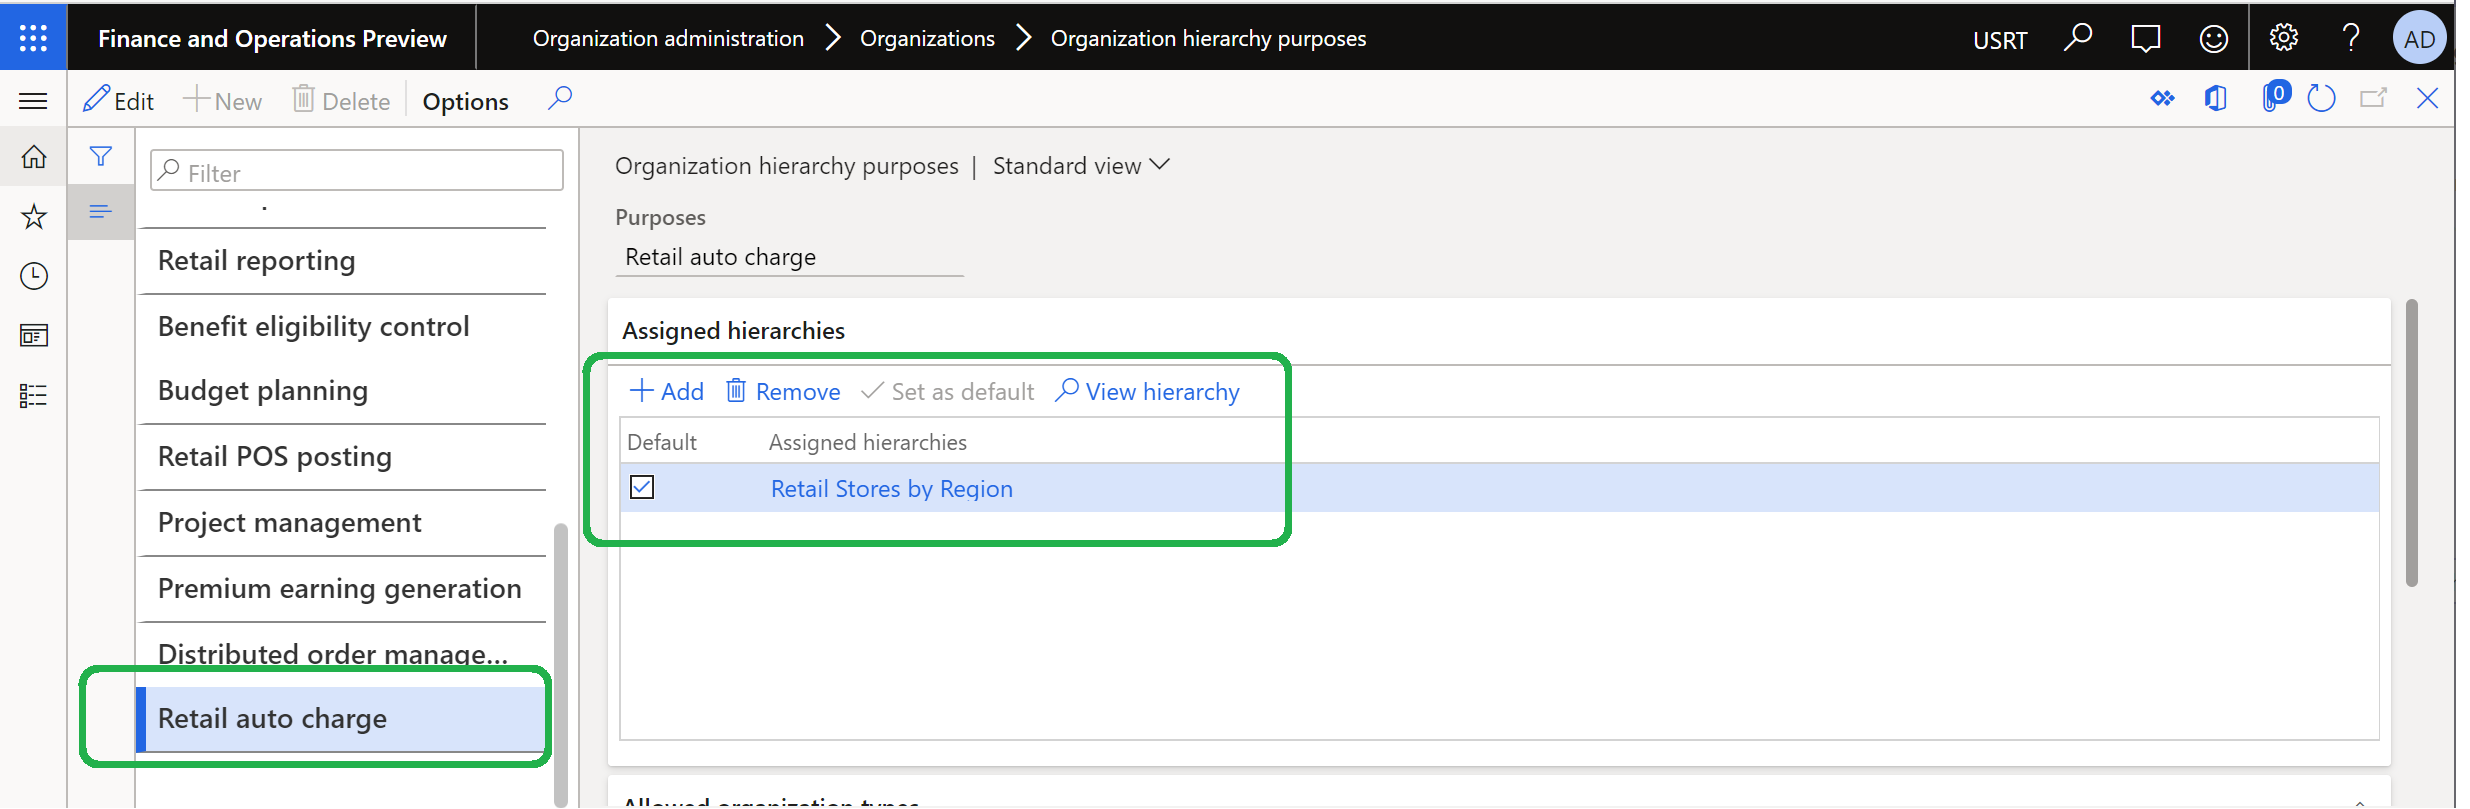 Finance and Operations Preview
Organization administration > Organizations > Organization hierarchy purposes
USRT
AD
Edit New Delete Options
0
Filter
Retail reporting
Benefit eligibility control
Budget planning
Retail POS posting
Project management
Premium earning generation
Distributed order manage...
Retail auto charge
Organization hierarchy purposes | Standard view
Purposes
Retail auto charge
Assigned hierarchies
Add Remove Set as default View hierarchy
Default Assigned hierarchies
Retail Stores by Region
Allowed organization types